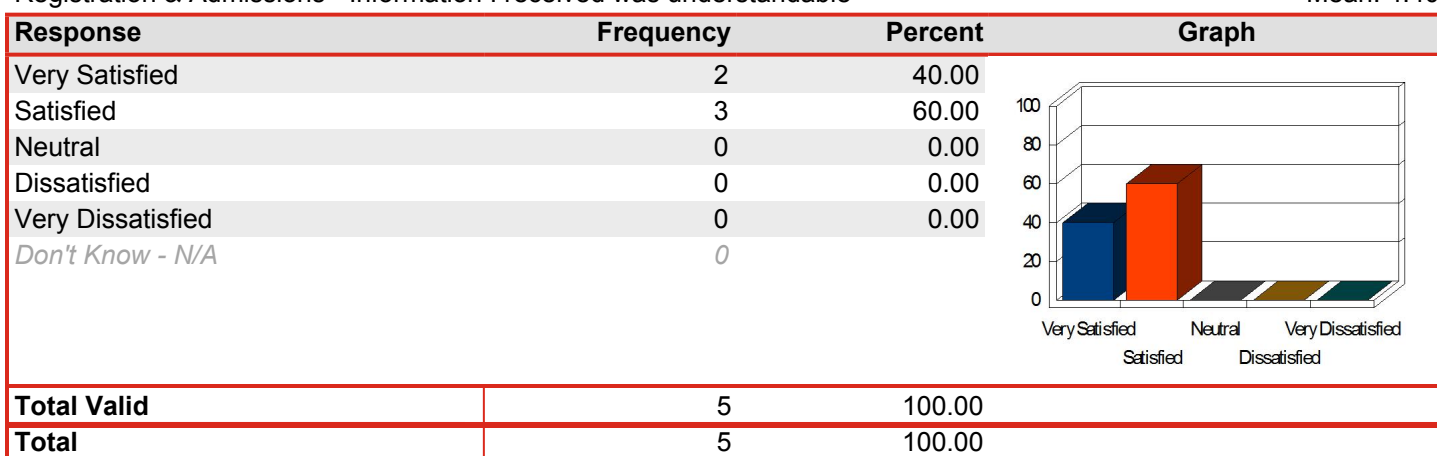 Registration & Admissions - Information I received was understandable Mean: 4.40
Response Frequency Percent Graph
Very Satisfied 2 40.00
Satisfied 3 60.00
Neutral 0 0.00
Dissatisfied 0 0.00
Very Dissatisfied 0 0.00
Don't Know - N/A 0
100
80
60
40
20
0
Very Satisfied Neutral Very Dissatisfied
Satisfied Dissatisfied
Total Valid 5 100.00
Total 5 100.00